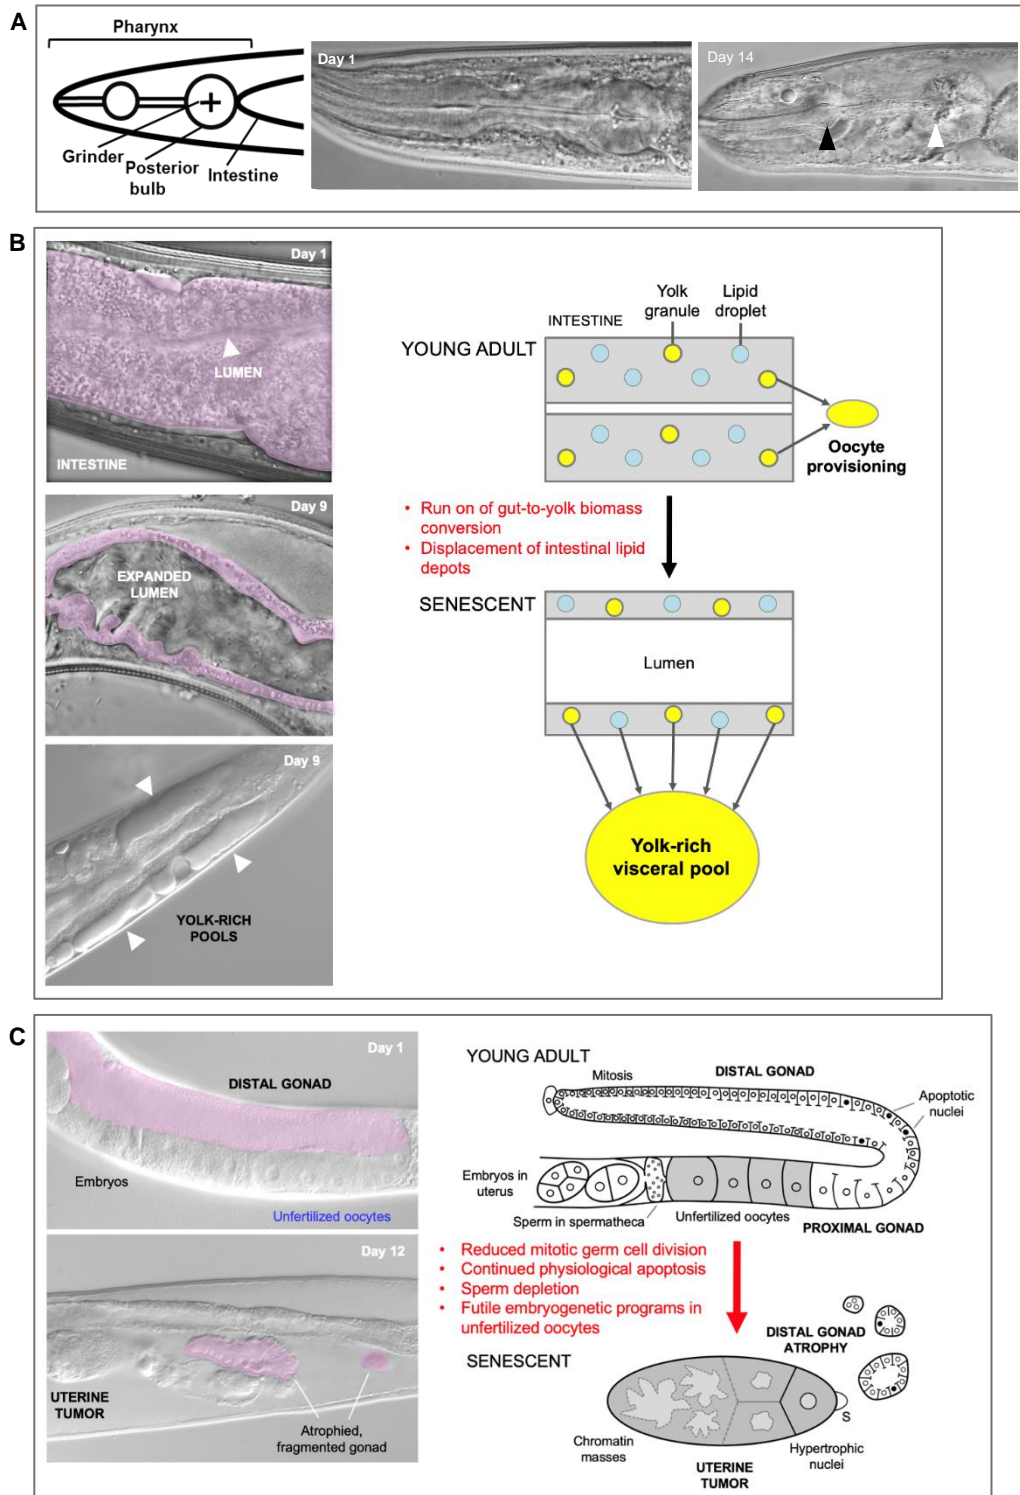 A
Pharynx
Grinder
Posterior
bulb
Intestine
Day 1
Day 14
B
Day 1
LUMEN
INTESTINE
Day 9
EXPANDED
LUMEN
Day 9
YOLK-RICH
POOLS
Yolk
granule
Lipid
droplet
INTESTINE
YOUNG ADULT
Oocyte
provisioning
• Run on of gut-to-yolk biomass
conversion
• Displacement of intestinal lipid
depots
SENESCENT
Lumen
Yolk-rich
visceral pool
C
Day 1
DISTAL GONAD
Embryos
Unfertilized oocytes
Day 12
UTERINE
TUMOR
Atrophied,
fragmented gonad
YOUNG ADULT
DISTAL GONAD
Mitosis
Apoptotic
nuclei
Embryos in
uterus
Sperm in spermatheca
Unfertilized oocytes
PROXIMAL GONAD
• Reduced mitotic germ cell division
• Continued physiological apoptosis
• Sperm depletion
• Futile embryogenetic programs in
unfertilized oocytes
SENESCENT
DISTAL GONAD
ATROPHY
S
Chromatin
masses
Hypertrophic
nuclei
UTERINE
TUMOR